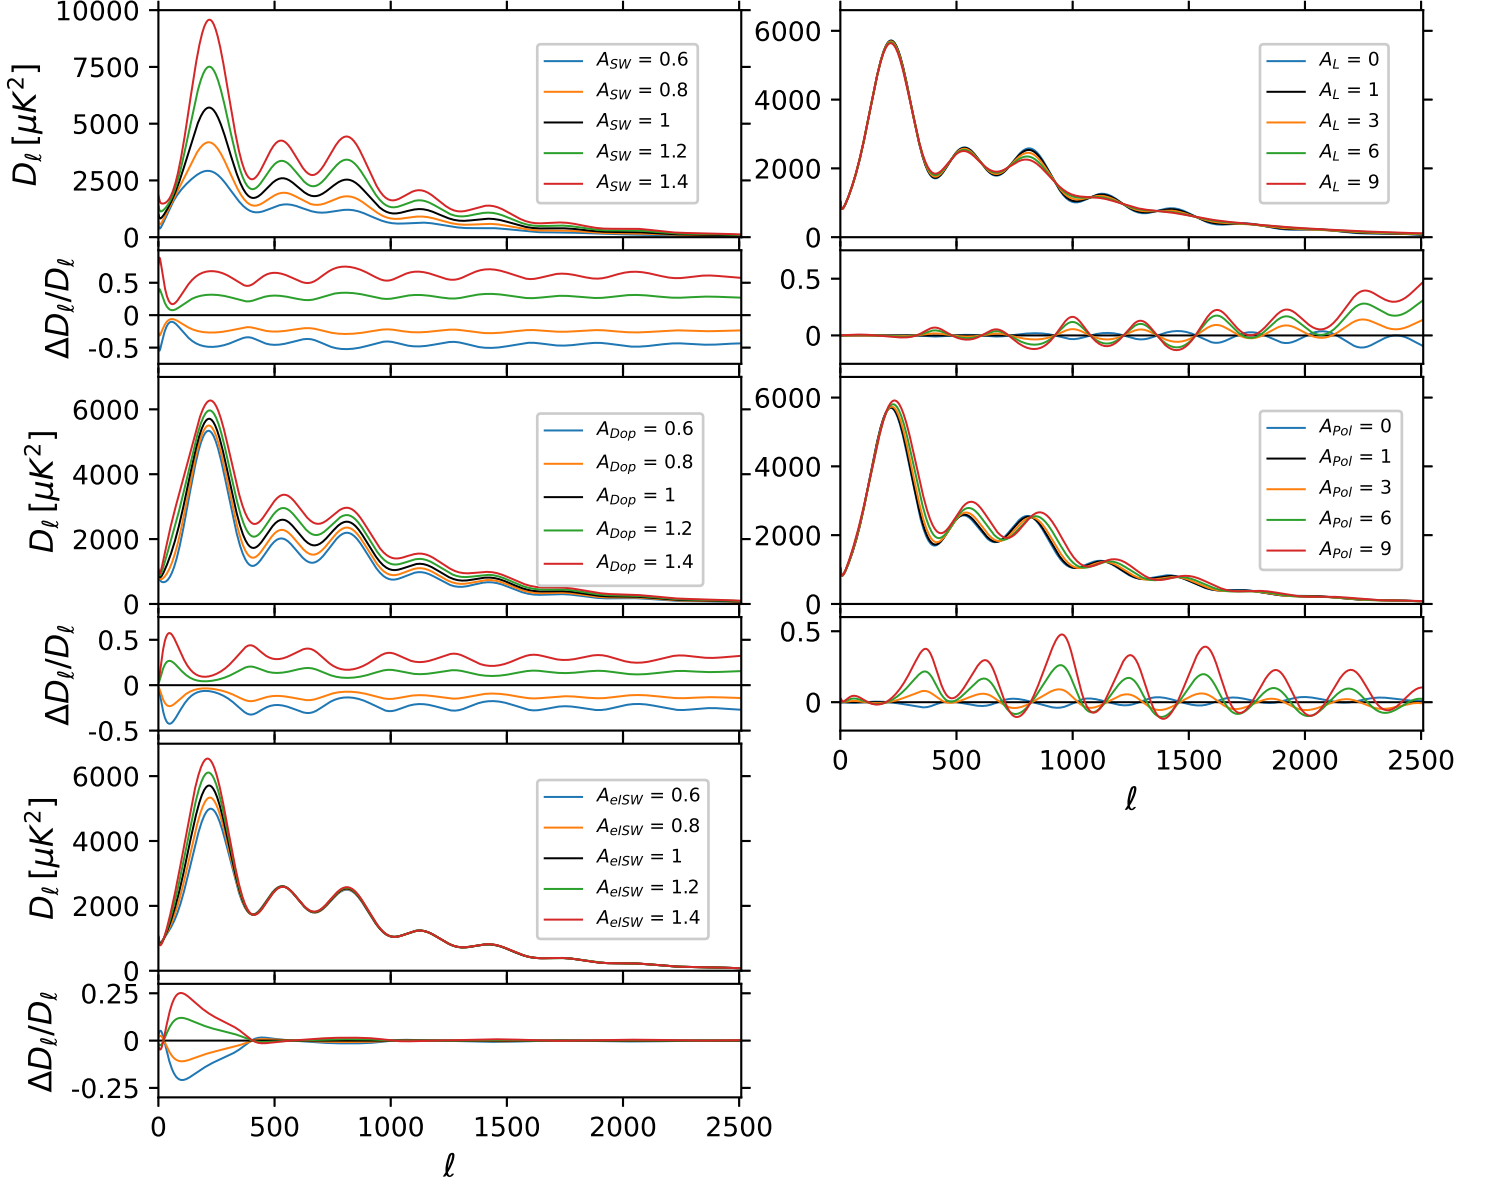 10000
7500
5000
2500
0
D_ℓ [μK²]
A_SW = 0.6
A_SW = 0.8
A_SW = 1
A_SW = 1.2
A_SW = 1.4
0.5
0
-0.5
ΔD_ℓ/D_ℓ
6000
4000
2000
0
D_ℓ [μK²]
A_Dop = 0.6
A_Dop = 0.8
A_Dop = 1
A_Dop = 1.2
A_Dop = 1.4
0.5
0
-0.5
ΔD_ℓ/D_ℓ
6000
4000
2000
0
D_ℓ [μK²]
A_eISW = 0.6
A_eISW = 0.8
A_eISW = 1
A_eISW = 1.2
A_eISW = 1.4
0.25
0
-0.25
ΔD_ℓ/D_ℓ
0 500 1000 1500 2000 2500
ℓ
6000
4000
2000
0
A_L = 0
A_L = 1
A_L = 3
A_L = 6
A_L = 9
0.5
0
6000
4000
2000
0
A_Pol = 0
A_Pol = 1
A_Pol = 3
A_Pol = 6
A_Pol = 9
0.5
0
0 500 1000 1500 2000 2500
ℓ